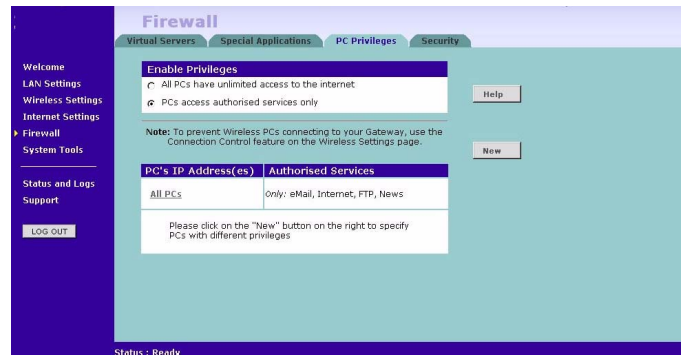 Firewall
Virtual Servers Special Applications PC Privileges Security
Welcome
LAN Settings
Wireless Settings
Internet Settings
Firewall
System Tools
Status and Logs
Support
LOG OUT
Enable Privileges
All PCs have unlimited access to the internet
PCs access authorised services only
Note: To prevent Wireless PCs connecting to your Gateway, use the
Connection Control feature on the Wireless Settings page.
PC's IP Address(es) Authorised Services
All PCs Only: eMail, Internet, FTP, News
Please click on the "New" button on the right to specify
PCs with different privileges
Help
New
Status : Ready